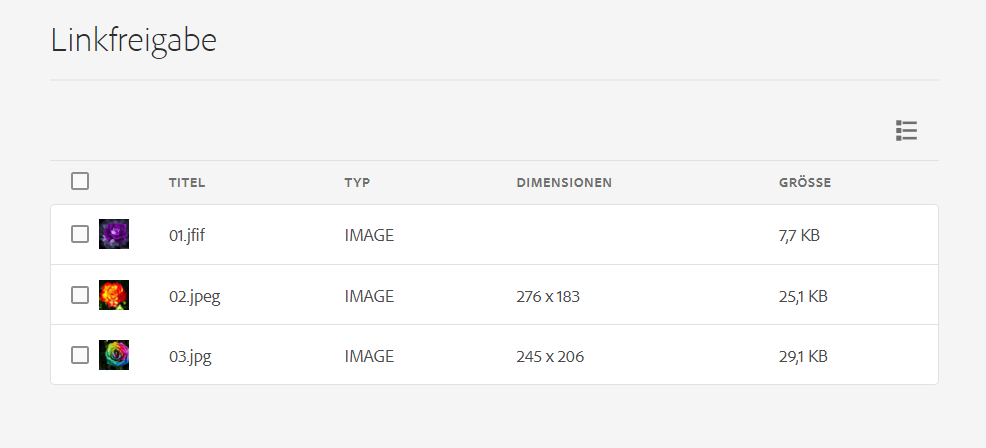 Linkfreigabe
TITEL TYP DIMENSIONEN GRÖSSE
01.jfif IMAGE 7,7 KB
02.jpeg IMAGE 276 x 183 25,1 KB
03.jpg IMAGE 245 x 206 29,1 KB